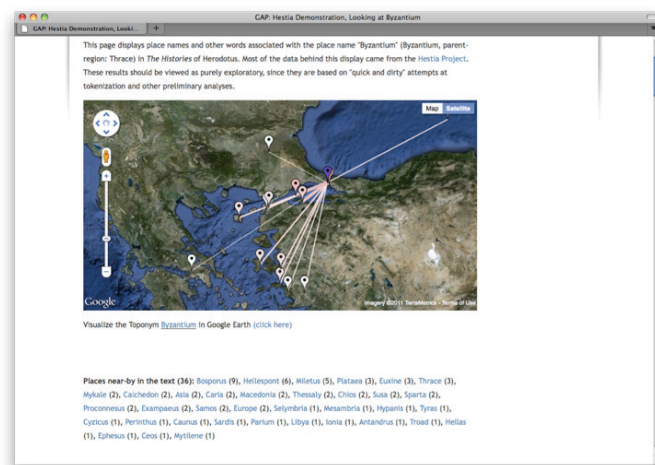 GAP: Hestia Demonstration, Looking at Byzantium
GAP: Hestia Demonstration, Looki...
This page displays place names and other words associated with the place name "Byzantium" (Byzantium, parent-
region: Thrace) in The Histories of Herodotus. Most of the data behind this display came from the Hestia Project.
These results should be viewed as purely exploratory, since they are based on "quick and dirty" attempts at
tokenization and other preliminary analyses.
Map Satellite
Google
Imagery ©2011 TerraMetrics - Terms of Use
Visualize the Toponym Byzantium in Google Earth (click here)
Places near-by in the text (36): Bosporus (9), Hellespont (6), Miletus (5), Plataea (3), Euxine (3), Thrace (3),
Mykale (2), Calchedon (2), Asia (2), Caria (2), Macedonia (2), Thessaly (2), Chios (2), Susa (2), Sparta (2),
Proconnesus (2), Exampaeus (2), Samos (2), Europe (2), Selymbria (1), Mesambria (1), Hypanis (1), Tyras (1),
Cyzicus (1), Perinthus (1), Caunus (1), Sardis (1), Parium (1), Libya (1), Ionia (1), Antandrus (1), Troad (1), Hellas
(1), Ephesus (1), Ceos (1), Mytilene (1)